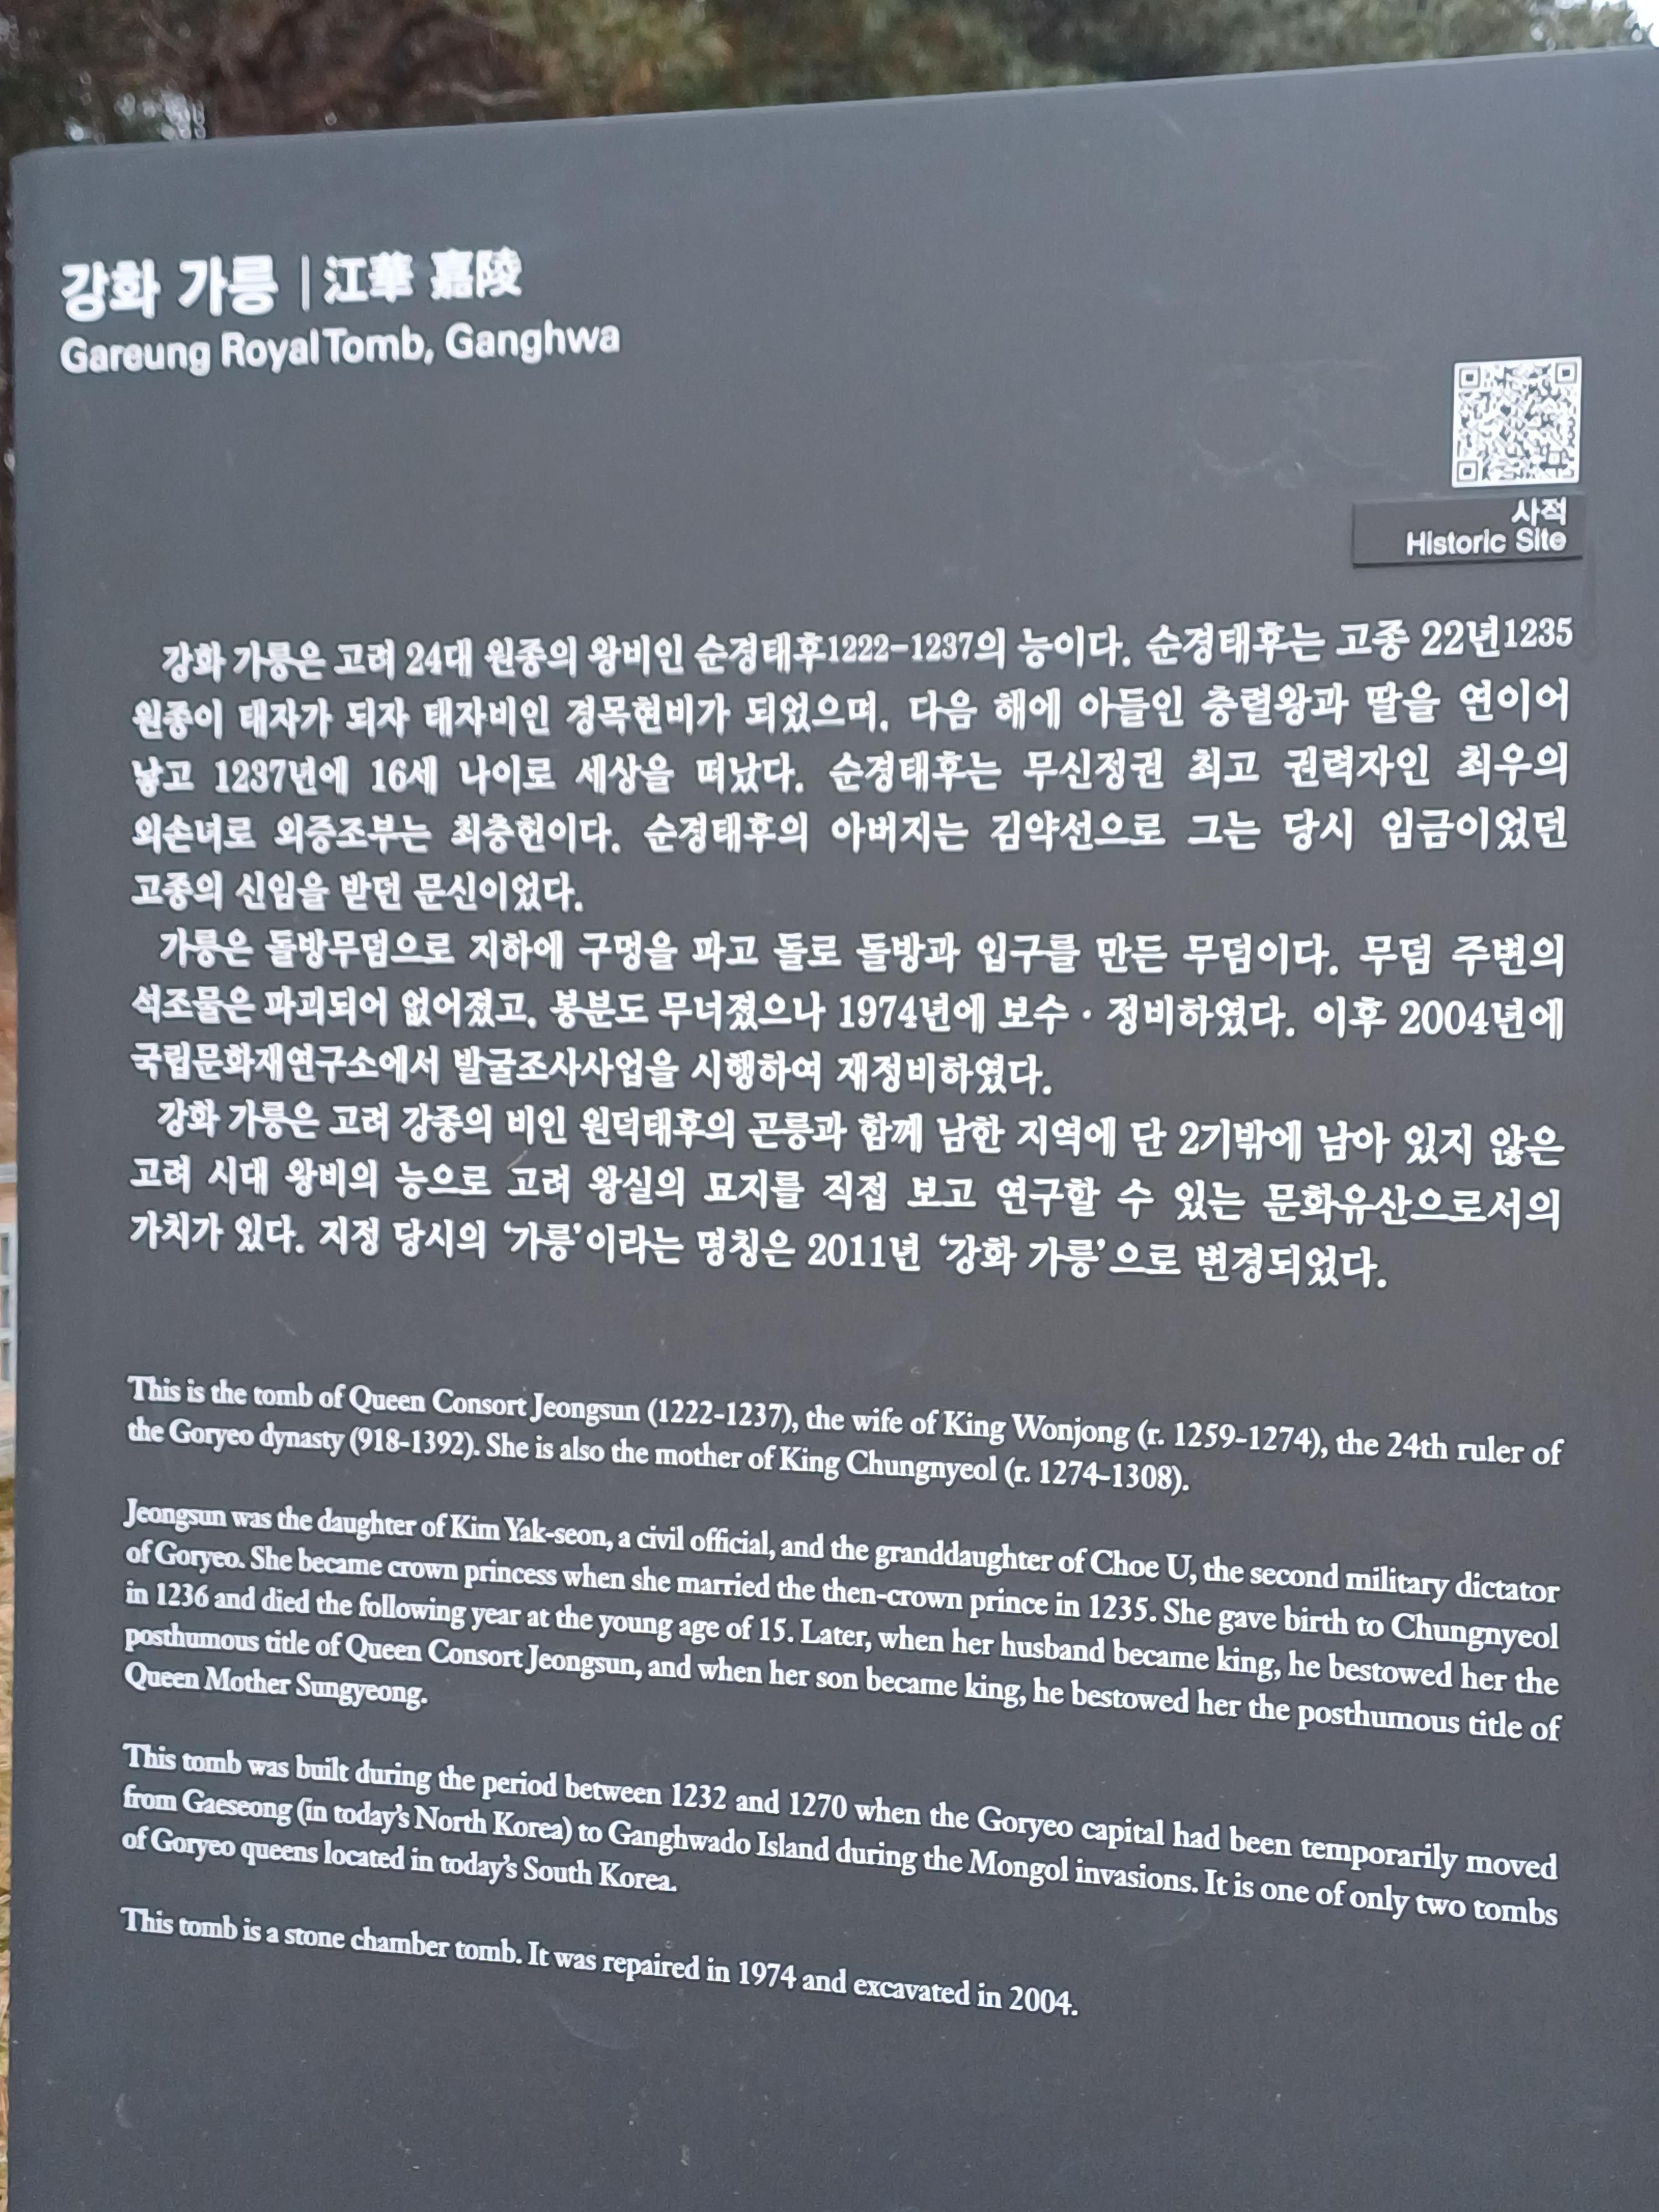 강화 가릉 | 江華 嘉陵
Gareung Royal Tomb, Ganghwa
사적
Historic Site
강화 가릉은 고려 24대 원종의 왕비인 순경태후1222-1237의 능이다. 순경태후는 고종 22년1235
원종이 태자가 되자 태자비인 경목현비가 되었으며, 다음 해에 아들인 충렬왕과 딸을 연이어
낳고 1237년에 16세 나이로 세상을 떠났다. 순경태후는 무신정권 최고 권력자인 최우의
외손녀로 외증조부는 최충헌이다. 순경태후의 아버지는 김약선으로 그는 당시 임금이었던
고종의 신임을 받던 문신이었다.
가릉은 돌방무덤으로 지하에 구멍을 파고 돌로 돌방과 입구를 만든 무덤이다. 무덤 주변의
석조물은 파괴되어 없어졌고, 봉분도 무너졌으나 1974년에 보수·정비하였다. 이후 2004년에
국립문화재연구소에서 발굴조사사업을 시행하여 재정비하였다.
강화 가릉은 고려 강종의 비인 원덕태후의 곤릉과 함께 남한 지역에 단 2기밖에 남아 있지 않은
고려 시대 왕비의 능으로 고려 왕실의 묘지를 직접 보고 연구할 수 있는 문화유산으로서의
가치가 있다. 지정 당시의 ‘가릉’이라는 명칭은 2011년 ‘강화 가릉’으로 변경되었다.
This is the tomb of Queen Consort Jeongsun (1222-1237), the wife of King Wonjong (r. 1259-1274), the 24th ruler of
the Goryeo dynasty (918-1392). She is also the mother of King Chungnyeol (r. 1274-1308).
Jeongsun was the daughter of Kim Yak-seon, a civil official, and the granddaughter of Choe U, the second military dictator
of Goryeo. She became crown princess when she married the then-crown prince in 1235. She gave birth to Chungnyeol
in 1236 and died the following year at the young age of 15. Later, when her husband became king, he bestowed her the
posthumous title of Queen Consort Jeongsun, and when her son became king, he bestowed her the posthumous title of
Queen Mother Sungyeong.
This tomb was built during the period between 1232 and 1270 when the Goryeo capital had been temporarily moved
from Gaeseong (in today’s North Korea) to Ganghwado Island during the Mongol invasions. It is one of only two tombs
of Goryeo queens located in today’s South Korea.
This tomb is a stone chamber tomb. It was repaired in 1974 and excavated in 2004.